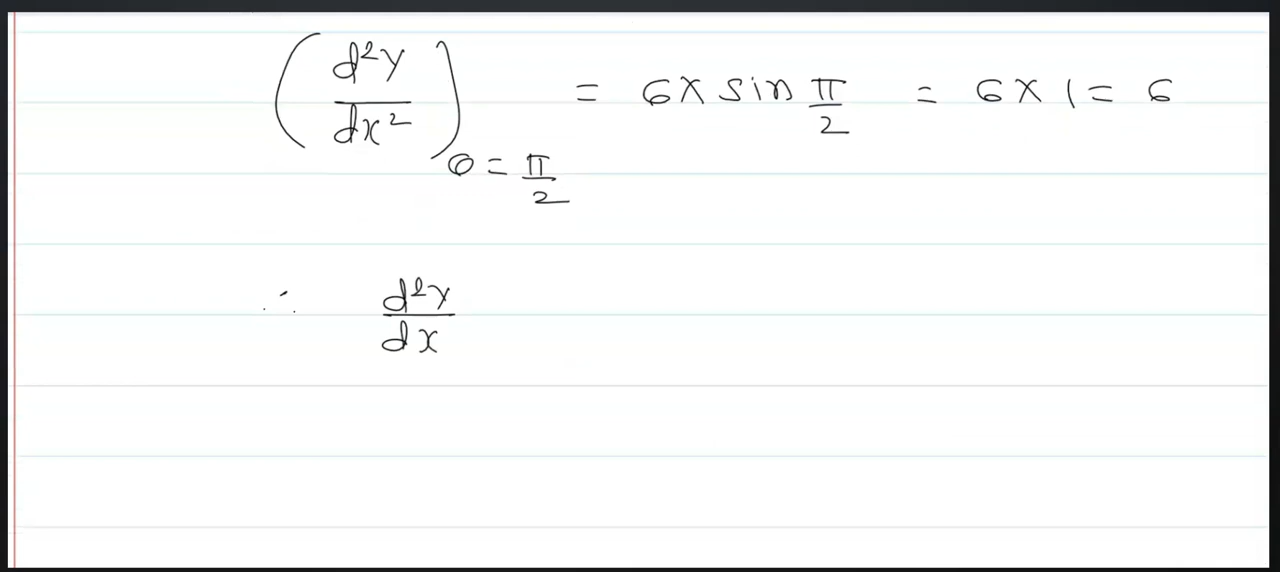 (d²y/dx²)θ=π/2 = 6 × sin π/2 = 6 × 1 = 6
∴ d²y/dx